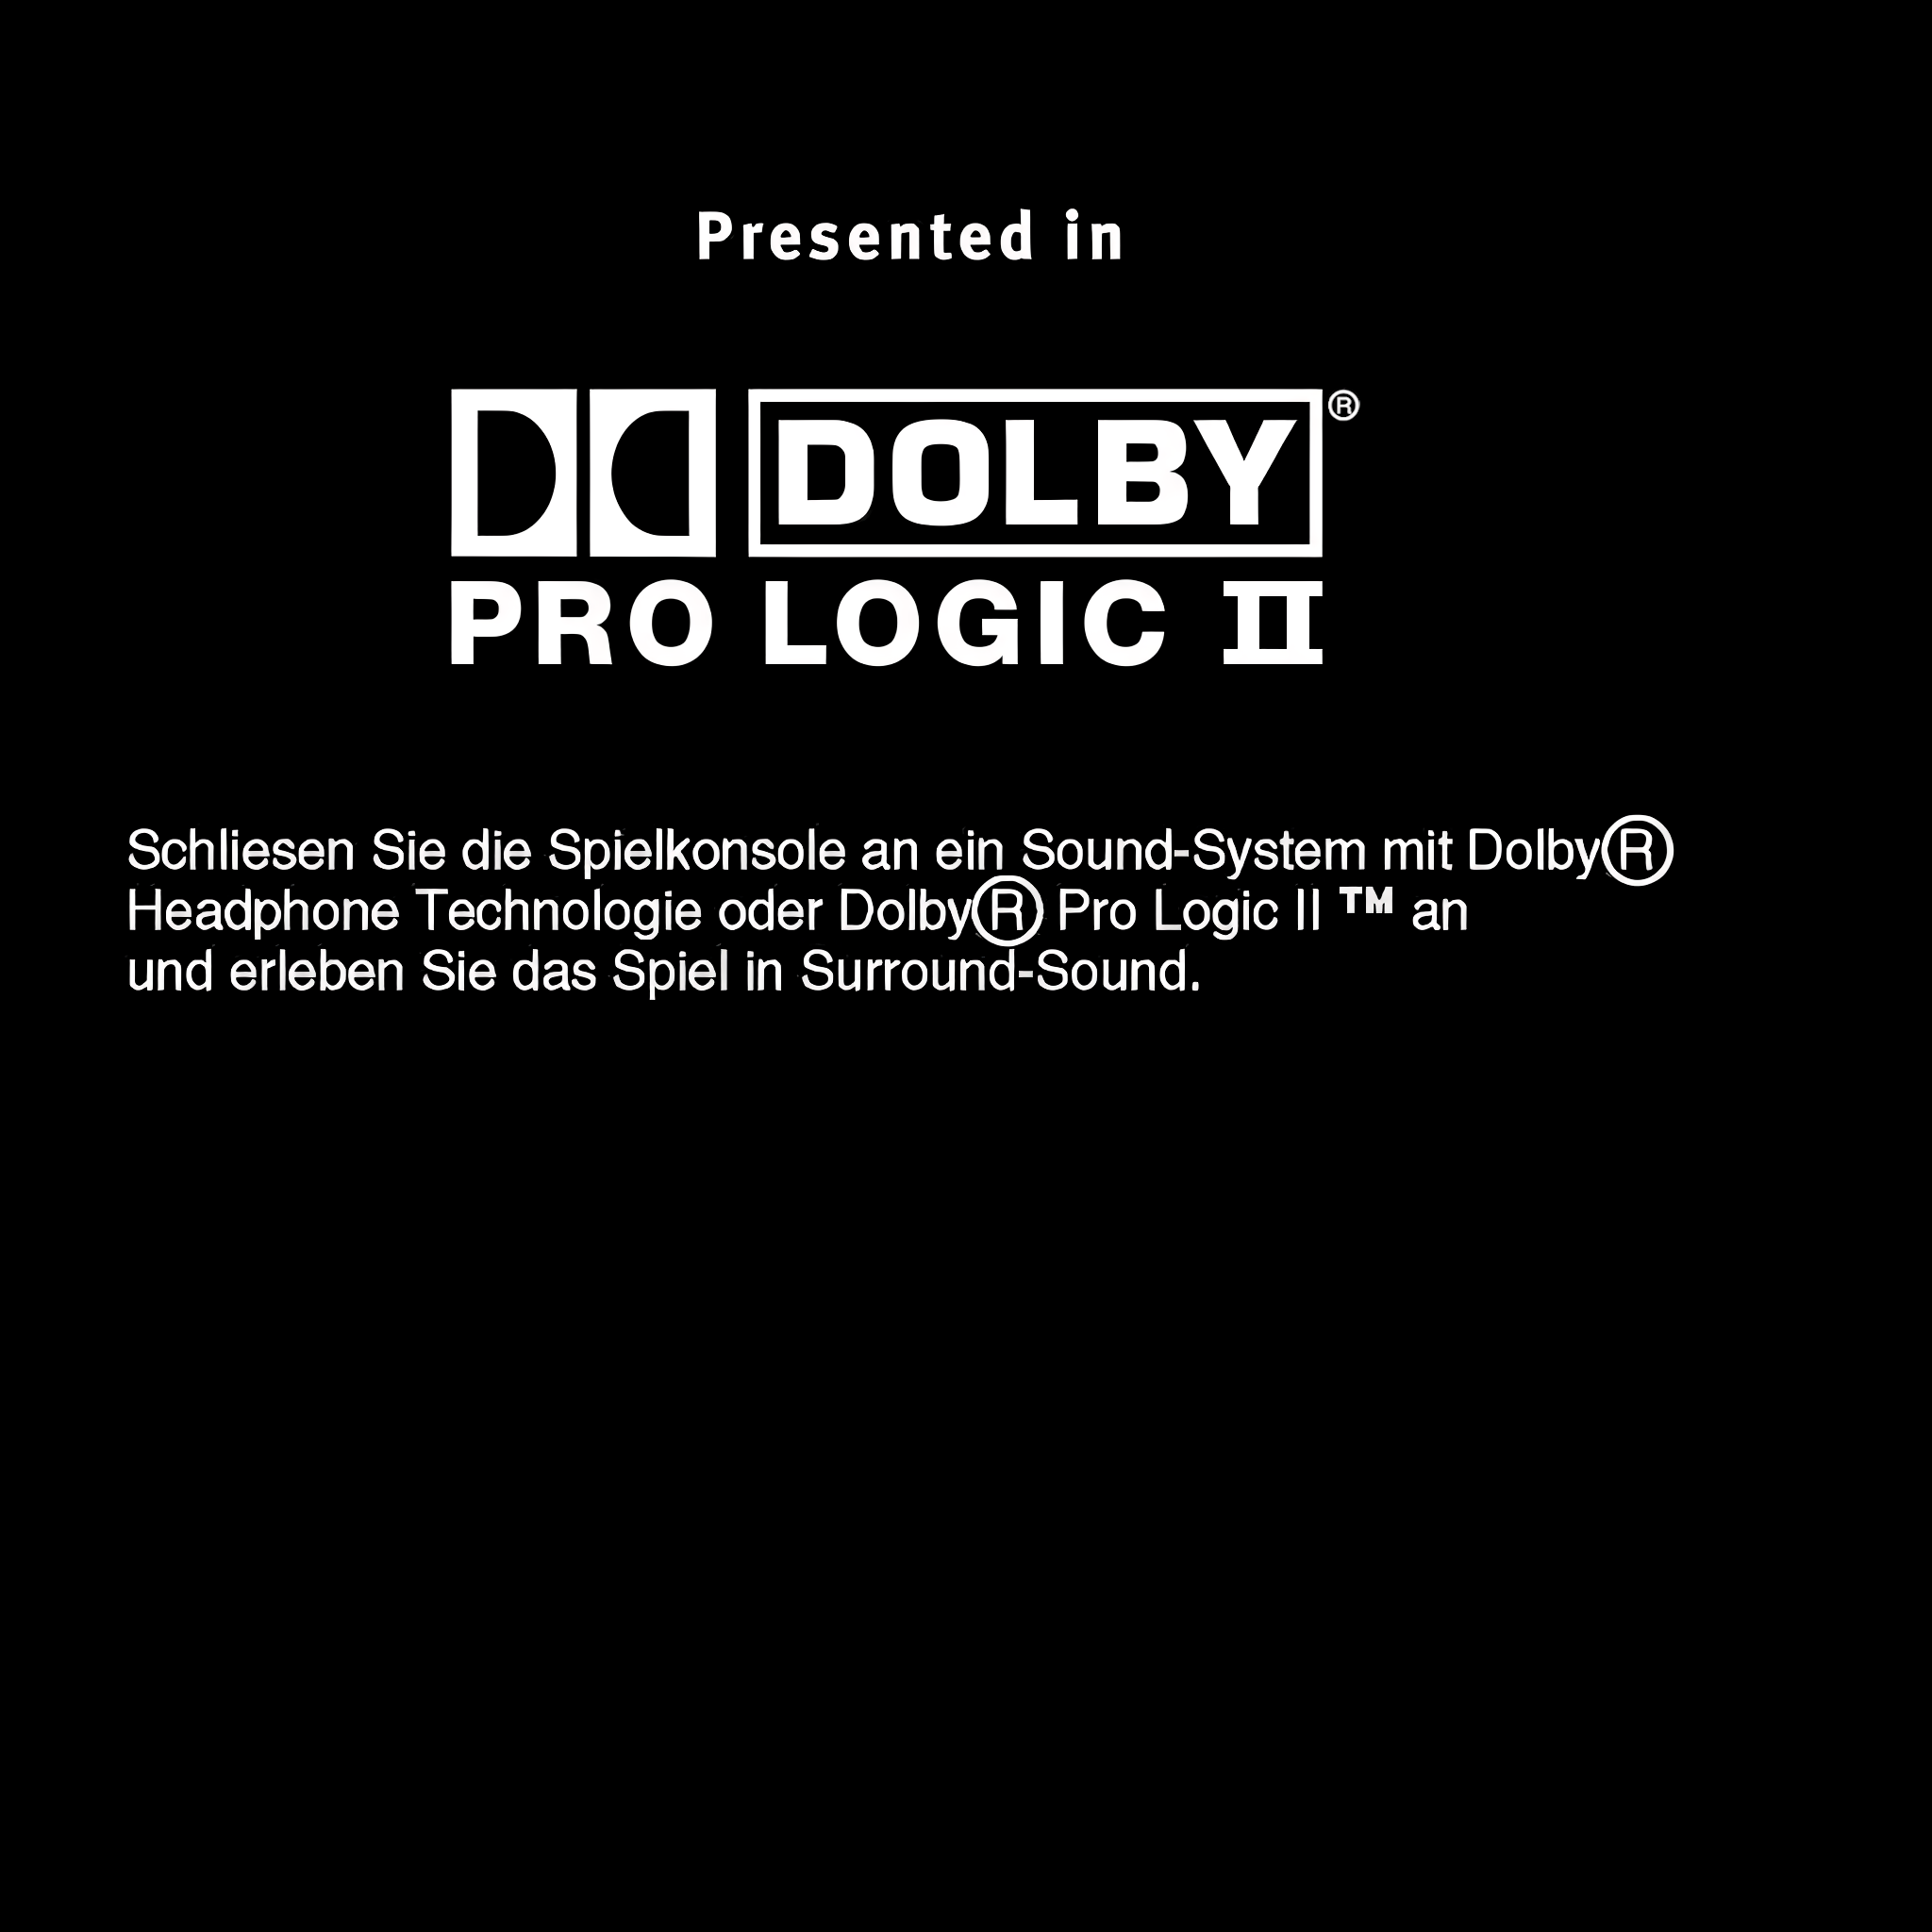 Presented in
DOLBY®
PRO LOGIC II
Schliesen Sie die Spielkonsole an ein Sound-System mit Dolby®
Headphone Technologie oder Dolby® Pro Logic II ™ an
und erleben Sie das Spiel in Surround-Sound.